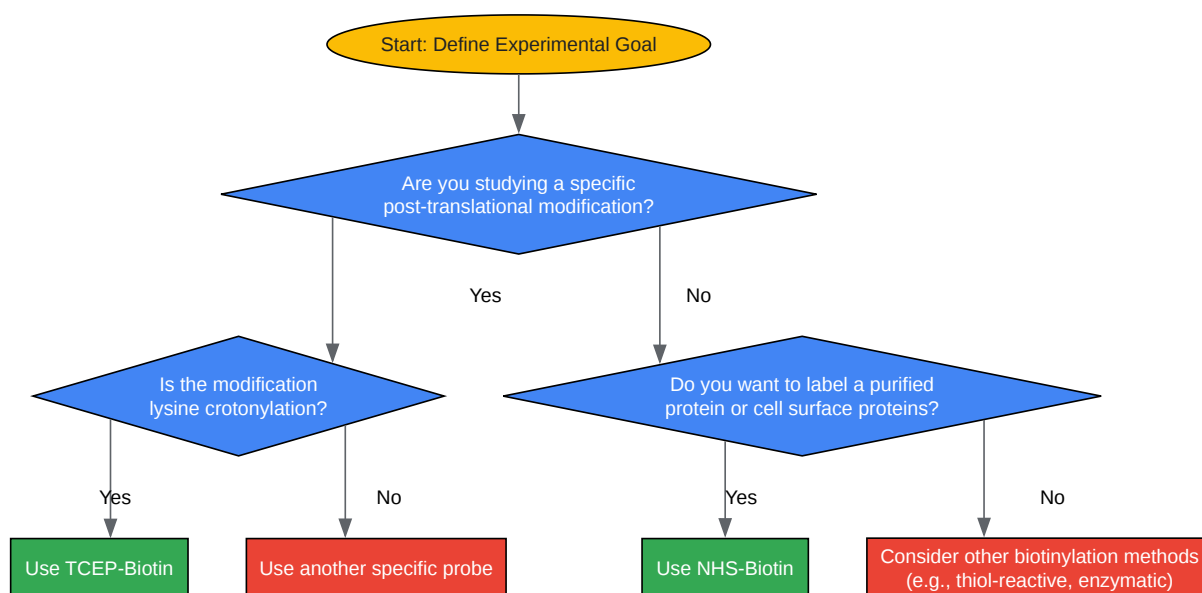 Start: Define Experimental Goal
Are you studying a specific
post-translational modification?
Yes
No
Is the modification
lysine crotonylation?
Do you want to label a purified
protein or cell surface proteins?
Yes
No
Yes
No
Use TCEP-Biotin
Use another specific probe
Use NHS-Biotin
Consider other biotinylation methods
(e.g., thiol-reactive, enzymatic)